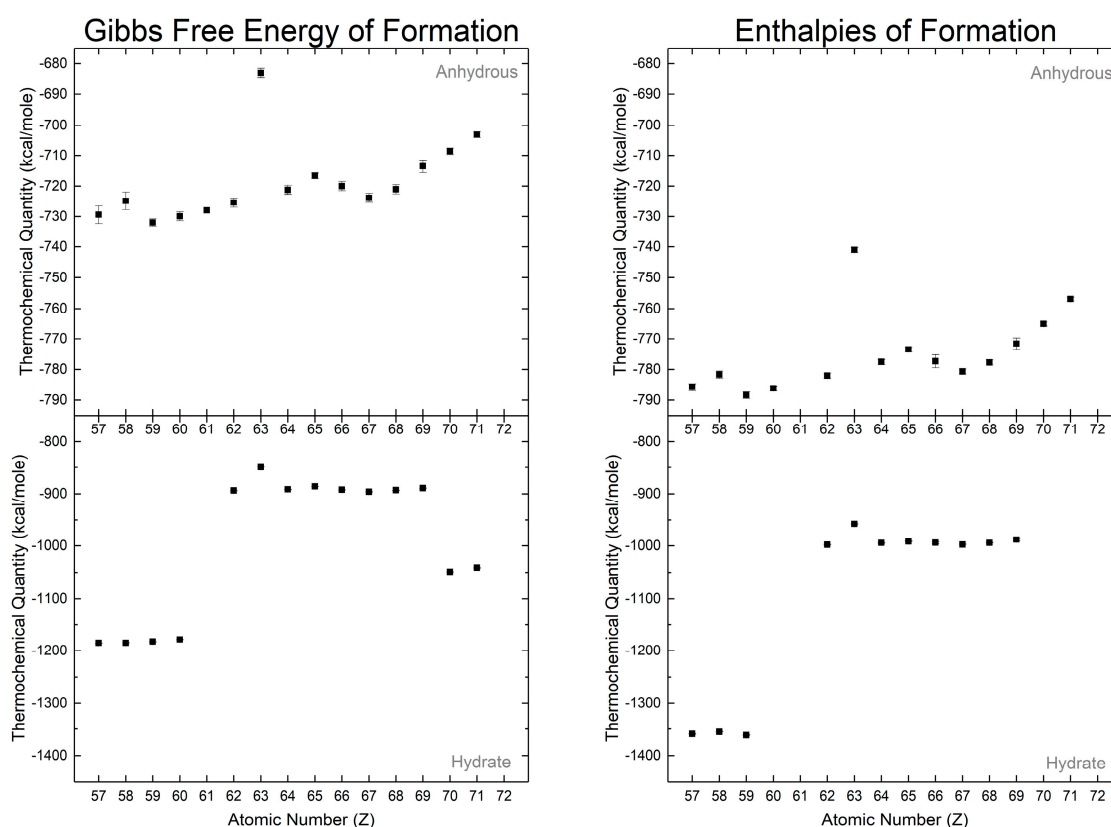 Gibbs Free Energy of Formation
Anhydrous
Thermochemical Quantity (kcal/mole)
-680
-690
-700
-710
-720
-730
-740
-750
-760
-770
-780
-790
57 58 59 60 61 62 63 64 65 66 67 68 69 70 71 72
Thermochemical Quantity (kcal/mole)
-800
-900
-1000
-1100
-1200
-1300
-1400
Hydrate
57 58 59 60 61 62 63 64 65 66 67 68 69 70 71 72
Atomic Number (Z)
Enthalpies of Formation
Anhydrous
Thermochemical Quantity (kcal/mole)
-680
-690
-700
-710
-720
-730
-740
-750
-760
-770
-780
-790
57 58 59 60 61 62 63 64 65 66 67 68 69 70 71 72
Thermochemical Quantity (kcal/mole)
-800
-900
-1000
-1100
-1200
-1300
-1400
Hydrate
57 58 59 60 61 62 63 64 65 66 67 68 69 70 71 72
Atomic Number (Z)